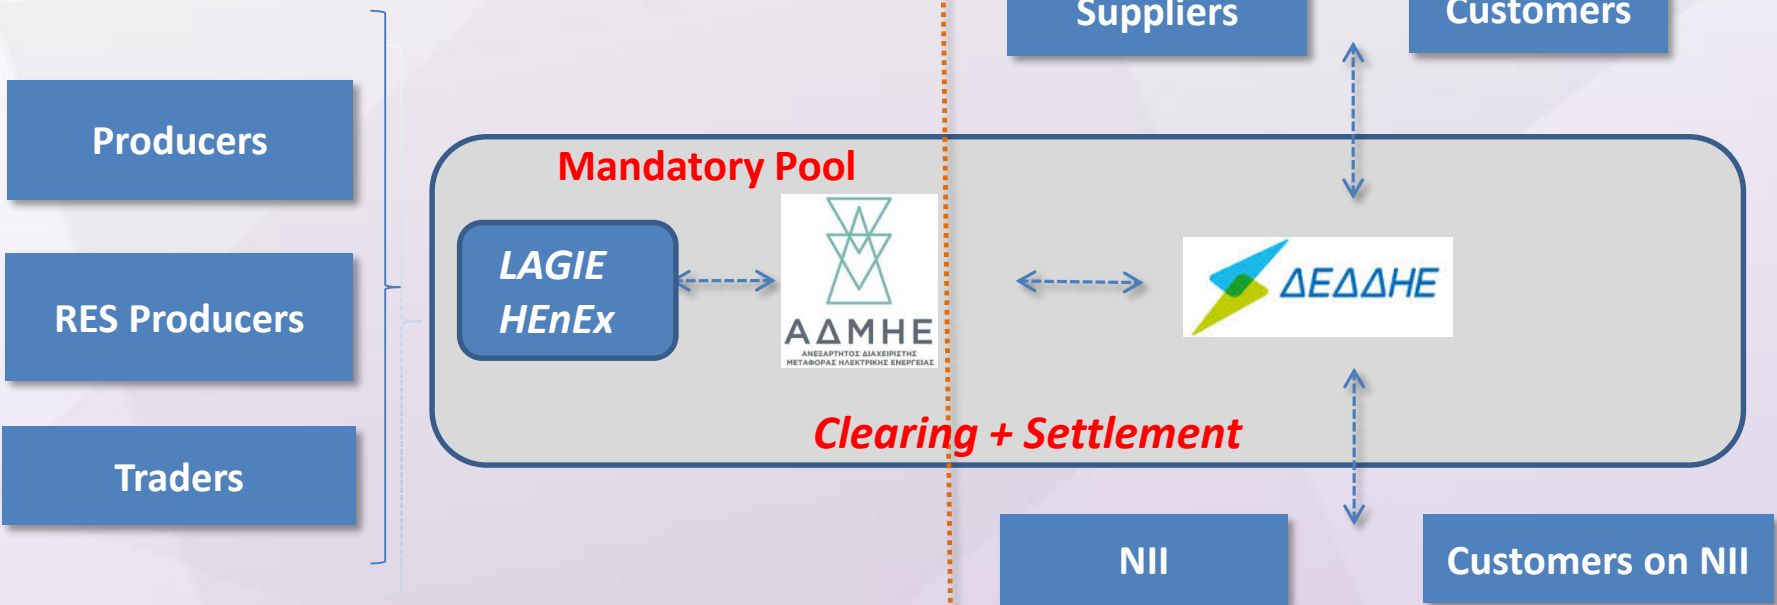 Suppliers
Customers
Producers
Mandatory Pool
LAGIE
HEnEx
ΑΔΜΗΕ
ΑΝΕΞΑΡΤΗΤΟΣ ΔΙΑΧΕΙΡΙΣΤΗΣ
ΜΕΤΑΦΟΡΑΣ ΗΛΕΚΤΡΙΚΗΣ ΕΝΕΡΓΕΙΑΣ
ΔΕΔΔΗΕ
RES Producers
Clearing + Settlement
Traders
NII
Customers on NII